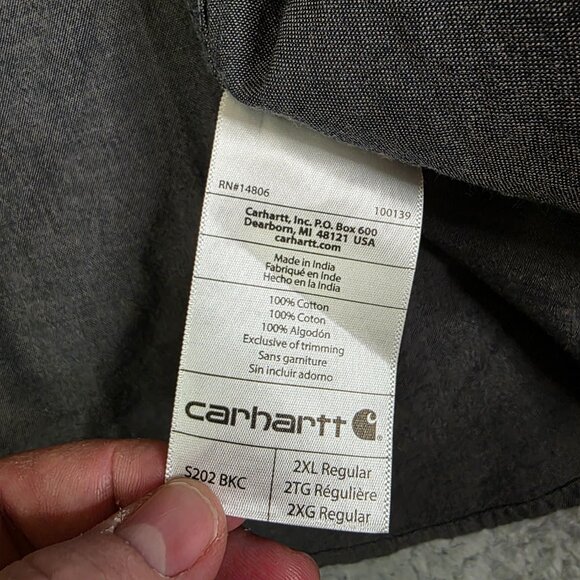 RN#14806
100139
Carhartt, Inc. P.O. Box 600
Dearborn, MI 48121 USA
carhartt.com
Made in India
Fabriqué en Inde
Hecho en la India
100% Cotton
100% Coton
100% Algodón
Exclusive of trimming
Sans garniture
Sin incluir adorno
carhartt
S202 BKC
2XL Regular
2TG Régulière
2XG Regular